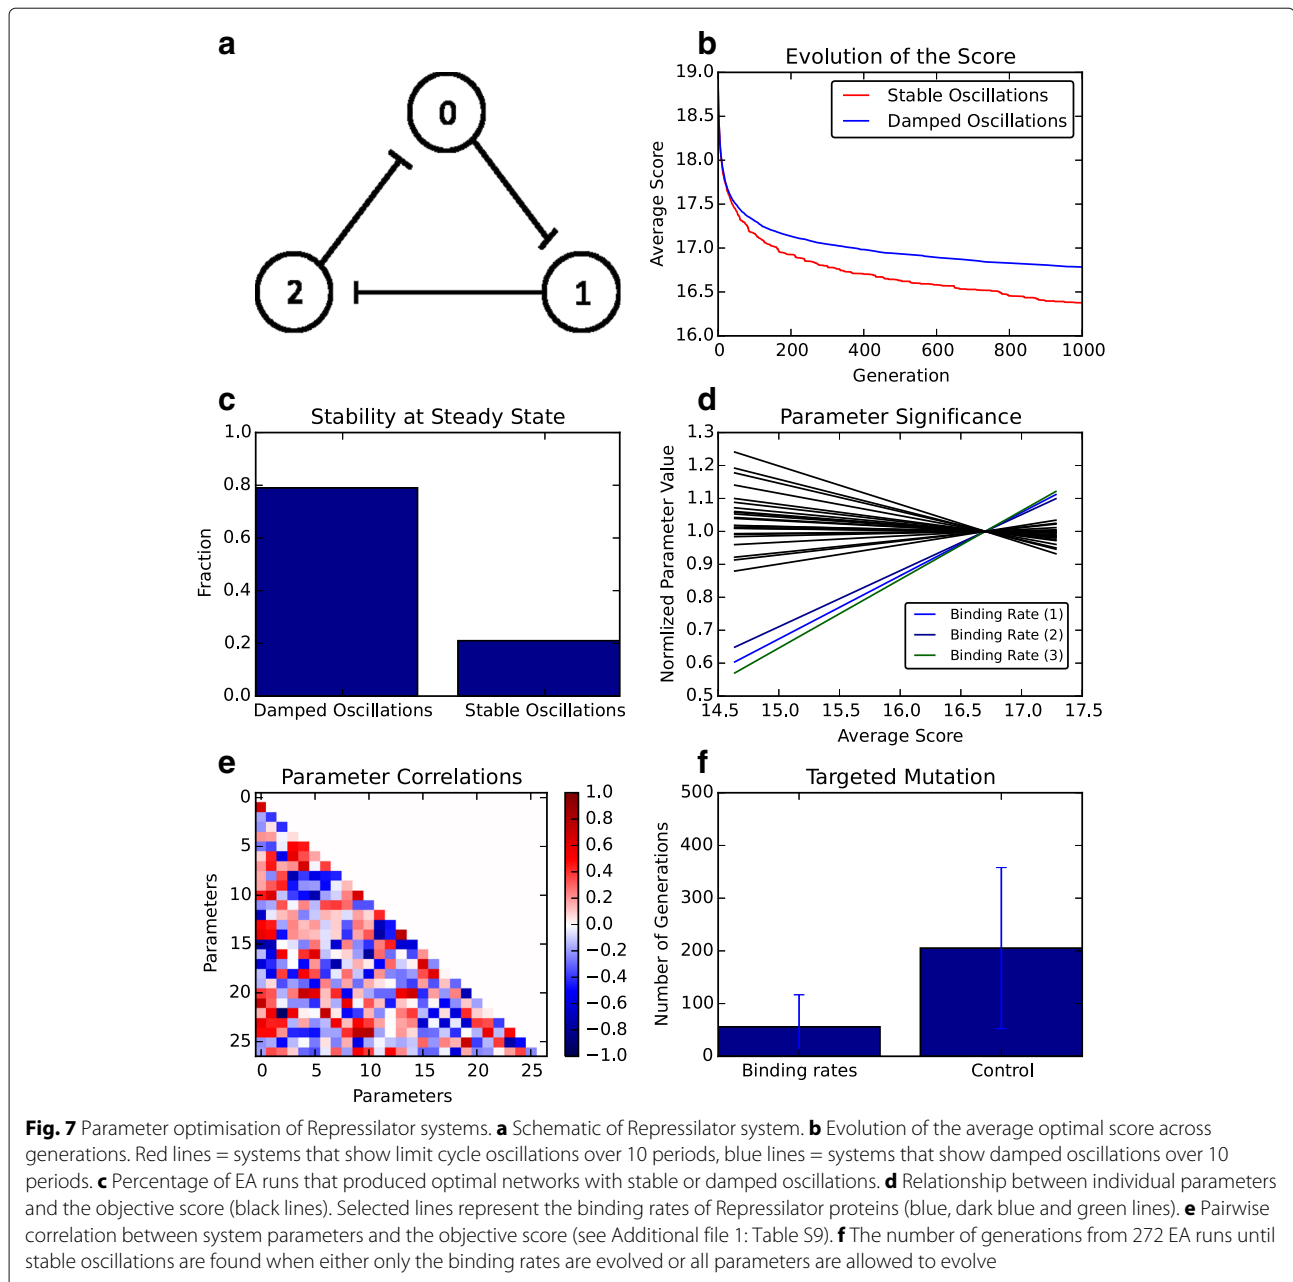 a
0
2
1
b
Evolution of the Score
Stable Oscillations
Damped Oscillations
19.0
18.5
18.0
17.5
17.0
16.5
16.0
Average Score
0
200
400
600
800
1000
Generation
c
Stability at Steady State
1.0
0.8
0.6
0.4
0.2
0.0
Fraction
Damped Oscillations
Stable Oscillations
d
Parameter Significance
1.3
1.2
1.1
1.0
0.9
0.8
0.7
0.6
0.5
Normlized Parameter Value
Binding Rate (1)
Binding Rate (2)
Binding Rate (3)
14.5
15.0
15.5
16.0
16.5
17.0
17.5
Average Score
e
Parameter Correlations
0
5
10
15
20
25
Parameters
0
5
10
15
20
25
Parameters
1.0
0.8
0.6
0.4
0.2
0.0
−0.2
−0.4
−0.6
−0.8
−1.0
f
Targeted Mutation
500
400
300
200
100
0
Number of Generations
Binding rates
Control
Fig. 7 Parameter optimisation of Repressilator systems. a Schematic of Repressilator system. b Evolution of the average optimal score across
generations. Red lines = systems that show limit cycle oscillations over 10 periods, blue lines = systems that show damped oscillations over 10
periods. c Percentage of EA runs that produced optimal networks with stable or damped oscillations. d Relationship between individual parameters
and the objective score (black lines). Selected lines represent the binding rates of Repressilator proteins (blue, dark blue and green lines). e Pairwise
correlation between system parameters and the objective score (see Additional file 1: Table S9). f The number of generations from 272 EA runs until
stable oscillations are found when either only the binding rates are evolved or all parameters are allowed to evolve